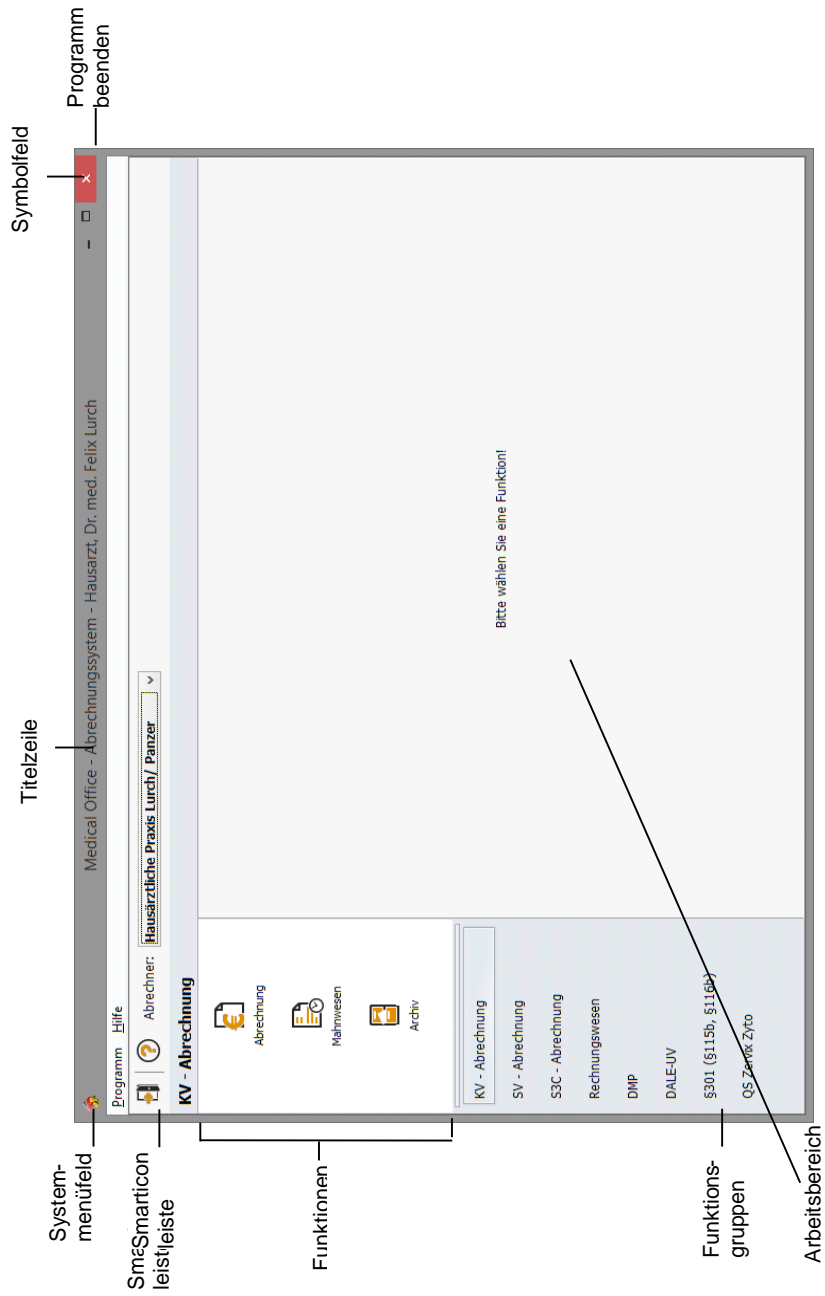 Titelzeile
Symbolfeld
Programm
beenden
System-
menüfeld
Medical Office - Abrechnungssystem - Hausarzt, Dr. med. Felix Lurch
Programm Hilfe
Smarticon
leiste
Abrechner: Hausärztliche Praxis Lurch/ Panzer
KV - Abrechnung
Funktionen
Abrechnung
Mahnwesen
Archiv
Bitte wählen Sie eine Funktion!
KV - Abrechnung
SV - Abrechnung
S3C - Abrechnung
Rechnungswesen
DMP
DALE-UV
§301 (§115b, §116b)
QS Zervix Zyto
Funktions-
gruppen
Arbeitsbereich